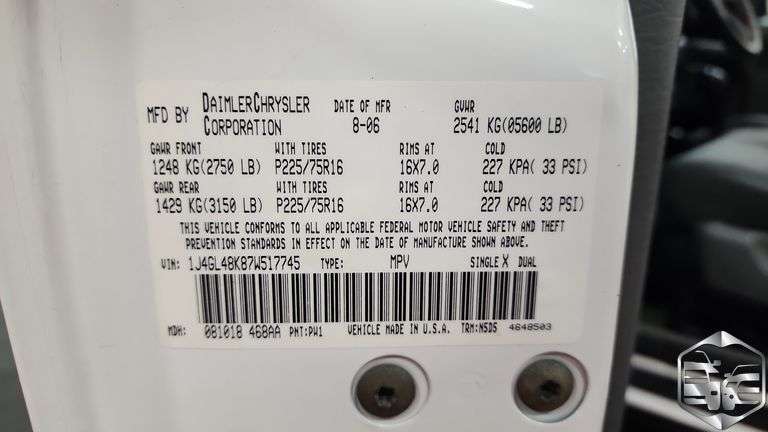 MFD BY DAIMLERCHRYSLER CORPORATION DATE OF MFR 8-06 GVWR 2541 KG(05600 LB)
GAWR FRONT WITH TIRES RIMS AT COLD
1248 KG(2750 LB) P225/75R16 16X7.0 227 KPA( 33 PSI)
GAWR REAR WITH TIRES RIMS AT COLD
1429 KG(3150 LB) P225/75R16 16X7.0 227 KPA( 33 PSI)
THIS VEHICLE CONFORMS TO ALL APPLICABLE FEDERAL MOTOR VEHICLE SAFETY AND THEFT
PREVENTION STANDARDS IN EFFECT ON THE DATE OF MANUFACTURE SHOWN ABOVE.
VIN: 1J4GL48K87W517745 TYPE: MPV SINGLE X DUAL
MDH: 081018 468AA PNT:PW1 VEHICLE MADE IN U.S.A. TRM:N5D5 4648503